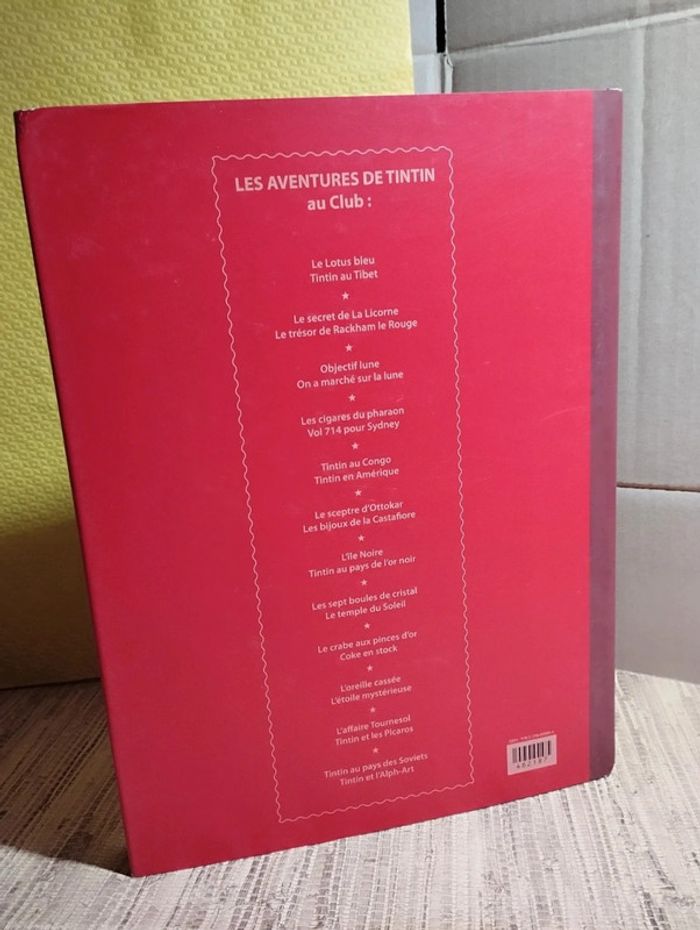 LES AVENTURES DE TINTIN
au Club :
Le Lotus bleu
Tintin au Tibet
★
Le secret de La Licorne
Le trésor de Rackham le Rouge
★
Objectif lune
On a marché sur la lune
★
Les cigares du pharaon
Vol 714 pour Sydney
★
Tintin au Congo
Tintin en Amérique
★
Le sceptre d'Ottokar
Les bijoux de la Castafiore
★
L'île Noire
Tintin au pays de l'or noir
★
Les sept boules de cristal
Le temple du Soleil
★
Le crabe aux pinces d'or
Coke en stock
★
L'oreille cassée
L'étoile mystérieuse
★
L'affaire Tournesol
Tintin et les Picaros
★
Tintin au pays des Soviets
Tintin et l'Alph-Art
462187